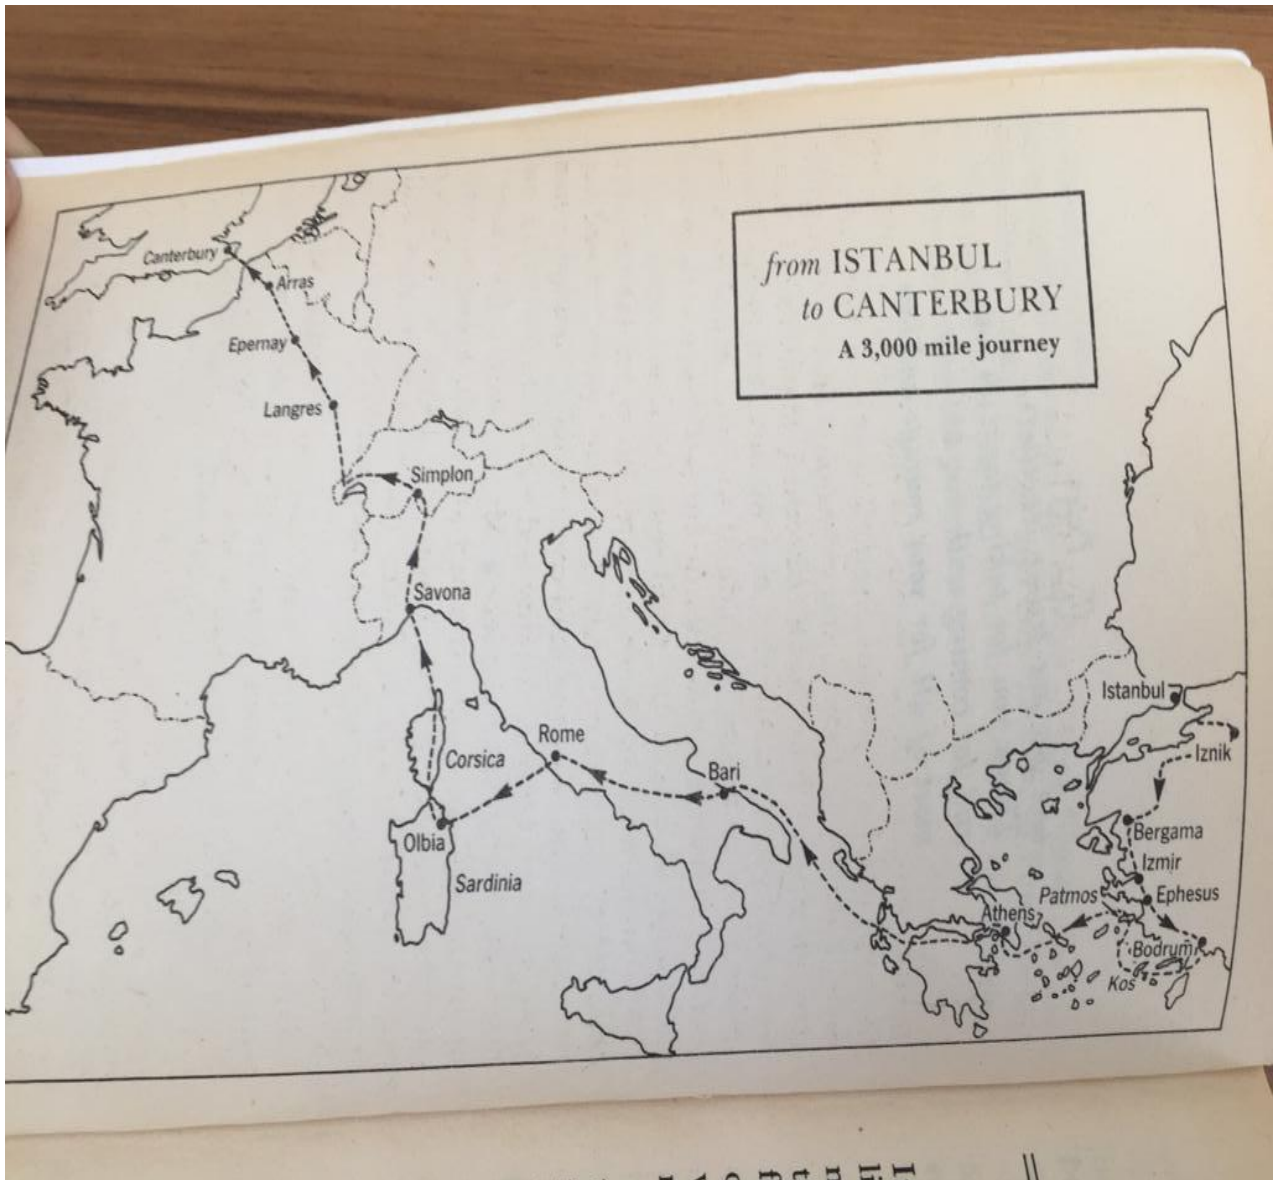 from ISTANBUL
to CANTERBURY
A 3,000 mile journey
Canterbury
Arras
Epernay
Langres
Simplon
Savona
Corsica
Rome
Olbia
Sardinia
Bari
Istanbul
Iznik
Bergama
Izmir
Ephesus
Patmos
Athens
Bodrum
Kos